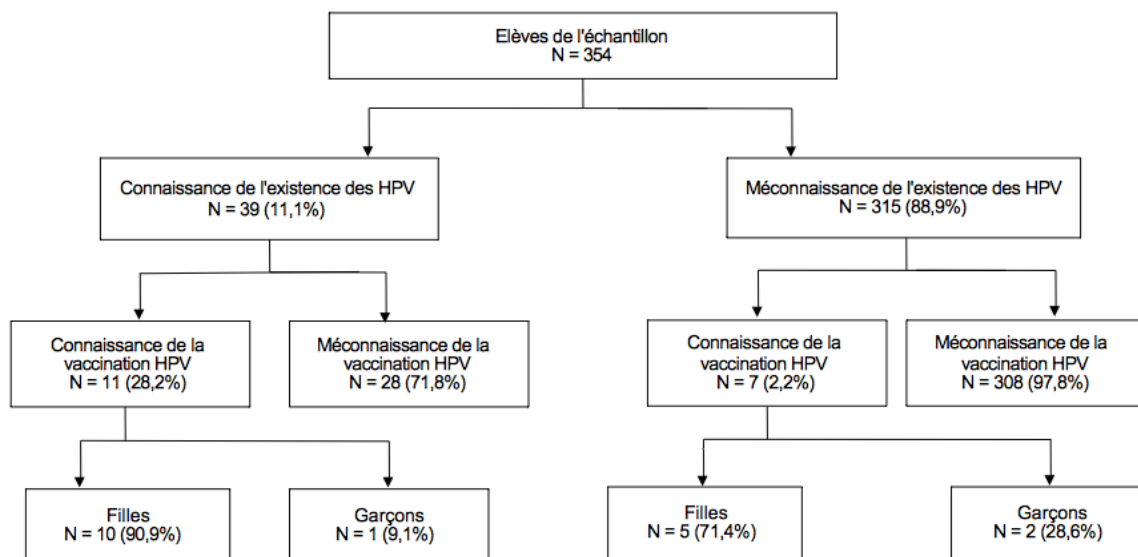 Elèves de l'échantillon
N = 354
Connaissance de l'existence des HPV
N = 39 (11,1%)
Méconnaissance de l'existence des HPV
N = 315 (88,9%)
Connaissance de la
vaccination HPV
N = 11 (28,2%)
Méconnaissance de la
vaccination HPV
N = 28 (71,8%)
Connaissance de la
vaccination HPV
N = 7 (2,2%)
Méconnaissance de la
vaccination HPV
N = 308 (97,8%)
Filles
N = 10 (90,9%)
Garçons
N = 1 (9,1%)
Filles
N = 5 (71,4%)
Garçons
N = 2 (28,6%)